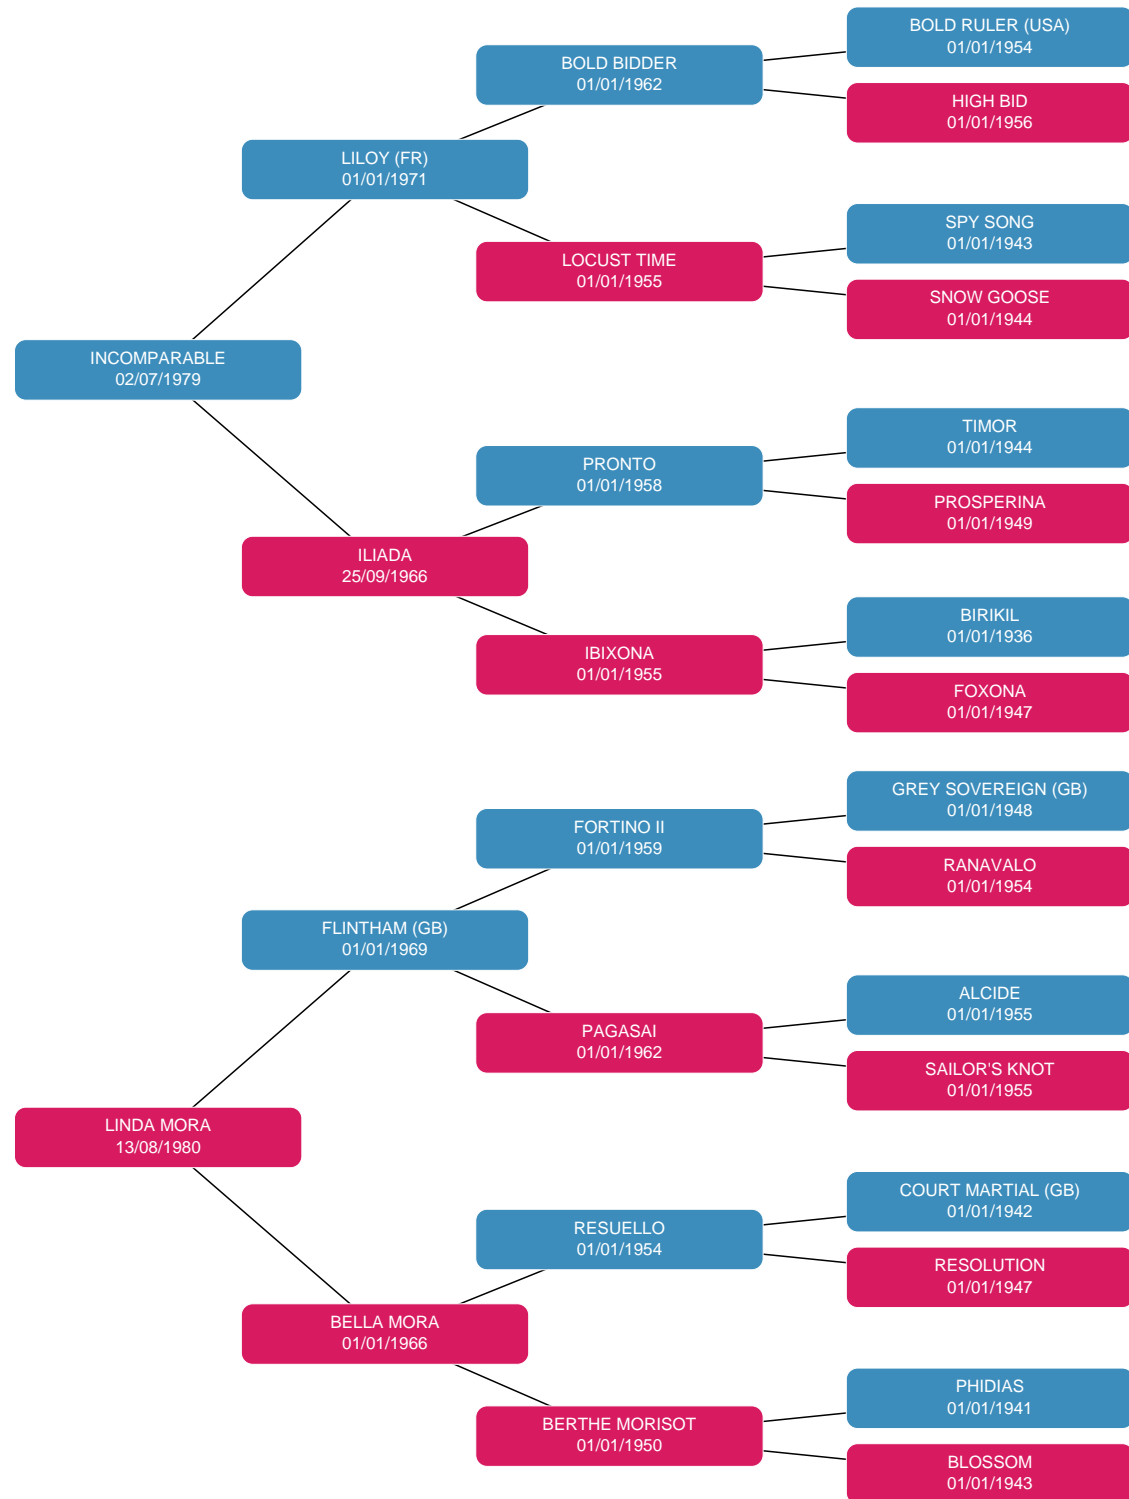 BOLD RULER (USA)
01/01/1954
BOLD BIDDER
01/01/1962
HIGH BID
01/01/1956
LILOY (FR)
01/01/1971
SPY SONG
01/01/1943
LOCUST TIME
01/01/1955
SNOW GOOSE
01/01/1944
INCOMPARABLE
02/07/1979
TIMOR
01/01/1944
PRONTO
01/01/1958
PROSPERINA
01/01/1949
ILIADA
25/09/1966
BIRIKIL
01/01/1936
IBIXONA
01/01/1955
FOXONA
01/01/1947
GREY SOVEREIGN (GB)
01/01/1948
FORTINO II
01/01/1959
RANAVALO
01/01/1954
FLINTHAM (GB)
01/01/1969
ALCIDE
01/01/1955
PAGASAI
01/01/1962
SAILOR'S KNOT
01/01/1955
LINDA MORA
13/08/1980
COURT MARTIAL (GB)
01/01/1942
RESUELLO
01/01/1954
RESOLUTION
01/01/1947
BELLA MORA
01/01/1966
PHIDIAS
01/01/1941
BERTHE MORISOT
01/01/1950
BLOSSOM
01/01/1943